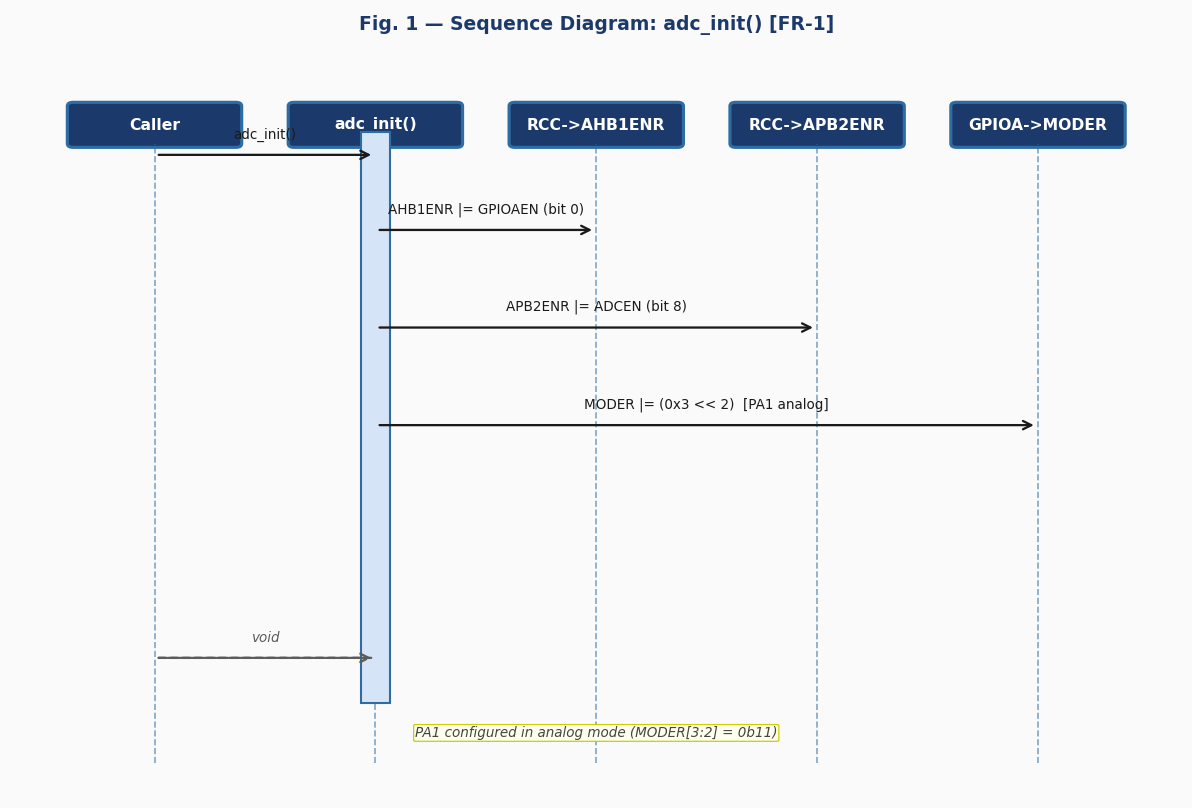 Fig. 1 — Sequence Diagram: adc_init() [FR-1]
Caller
adc_init()
RCC->AHB1ENR
RCC->APB2ENR
GPIOA->MODER
adc_init()
AHB1ENR |= GPIOAEN (bit 0)
APB2ENR |= ADCEN (bit 8)
MODER |= (0x3 << 2)  [PA1 analog]
void
PA1 configured in analog mode (MODER[3:2] = 0b11)